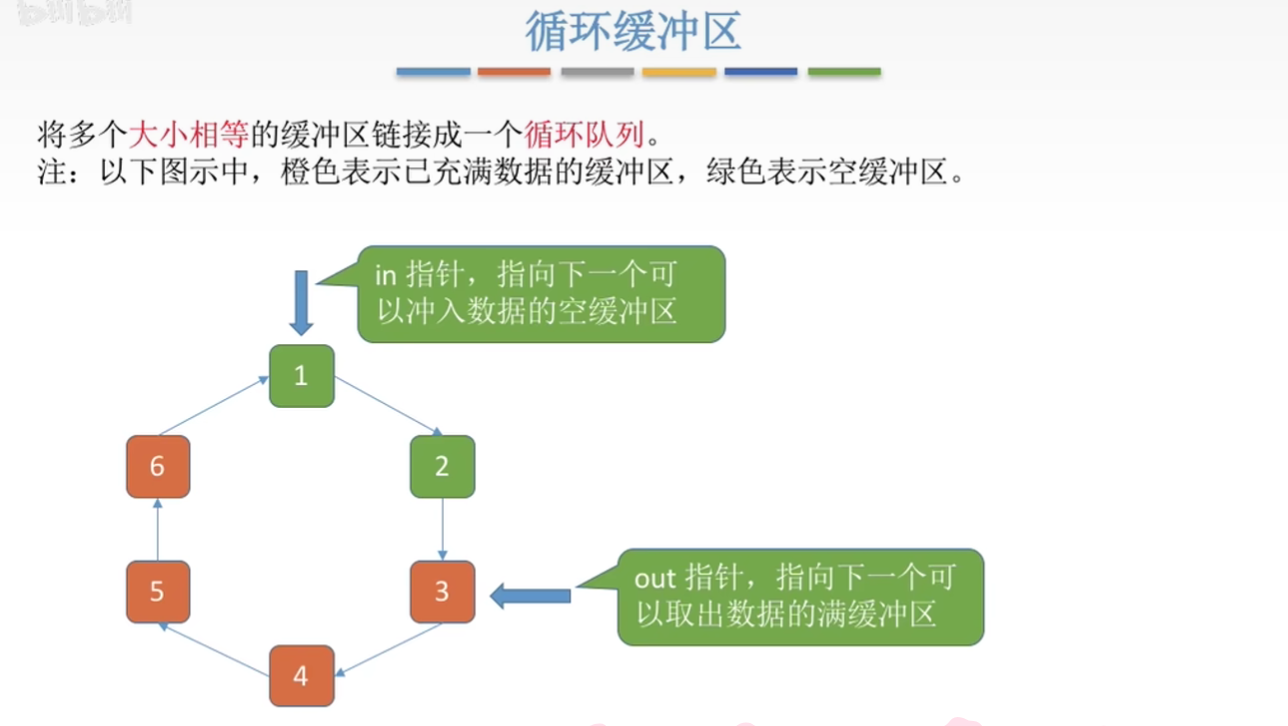 bilibili
循环缓冲区
将多个大小相等的缓冲区链接成一个循环队列。
注：以下图示中，橙色表示已充满数据的缓冲区，绿色表示空缓冲区。
in 指针，指向下一个可
以冲入数据的空缓冲区
1
6
2
5
3
out 指针，指向下一个可
以取出数据的满缓冲区
4